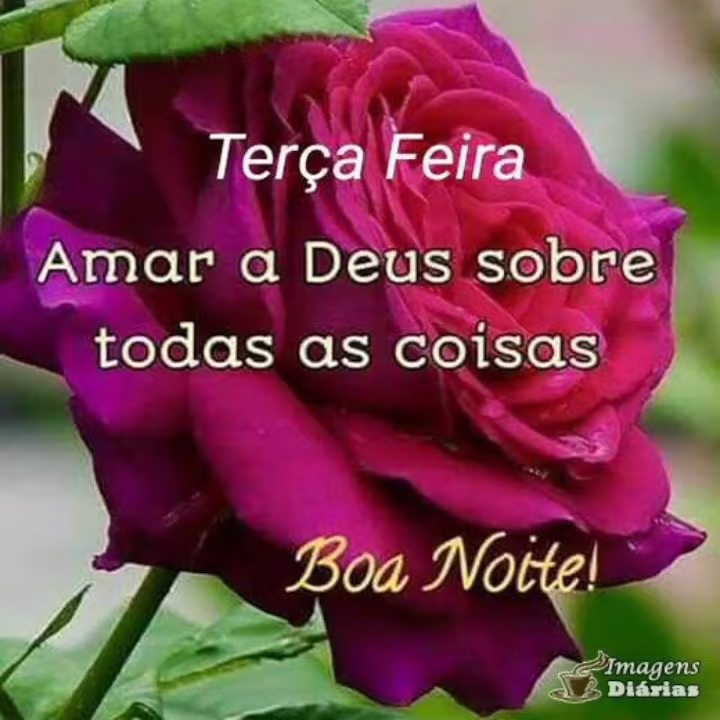 Terça Feira
Amar a Deus sobre
todas as coisas
Boa Noite!
Imagens
Diárias